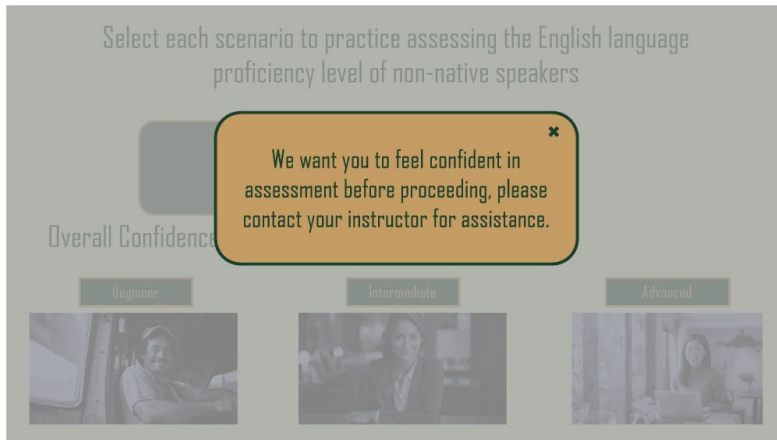 Select each scenario to practice assessing the English language
proficiency level of non-native speakers
✖
We want you to feel confident in
assessment before proceeding, please
contact your instructor for assistance.
Overall Confidence
Beginner
Intermediate
Advanced